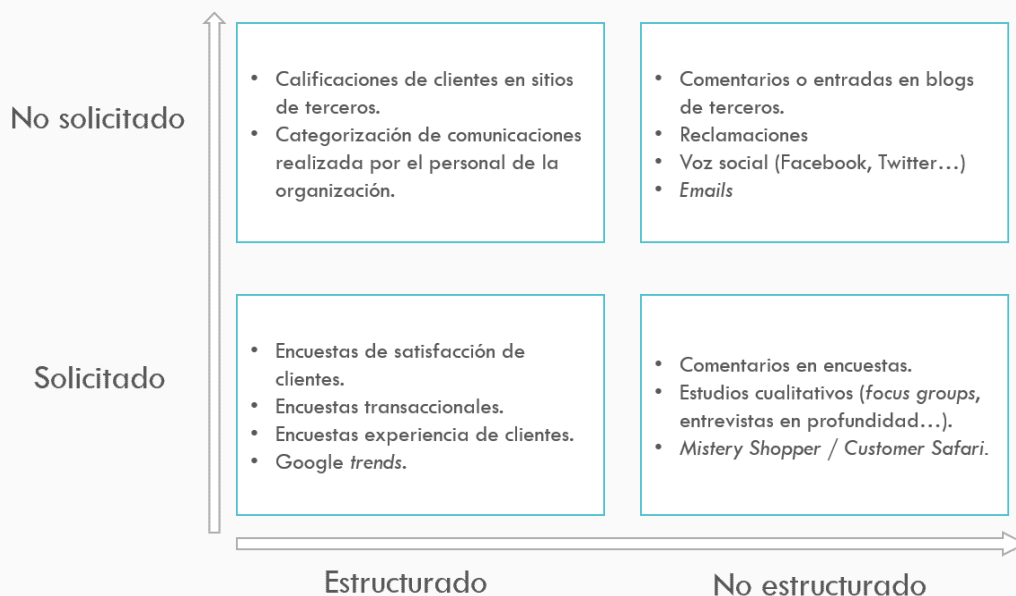 No solicitado
• Calificaciones de clientes en sitios
de terceros.
• Categorización de comunicaciones
realizada por el personal de la
organización.
• Comentarios o entradas en blogs
de terceros.
• Reclamaciones
• Voz social (Facebook, Twitter…)
• Emails
Solicitado
• Encuestas de satisfacción de
clientes.
• Encuestas transaccionales.
• Encuestas experiencia de clientes.
• Google trends.
• Comentarios en encuestas.
• Estudios cualitativos (focus groups,
entrevistas en profundidad…).
• Mistery Shopper / Customer Safari.
Estructurado
No estructurado